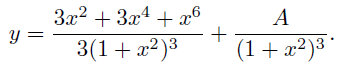 y = \frac{3x^2 + 3x^4 + x^6}{3(1 + x^2)^3} + \frac{A}{(1 + x^2)^3}.